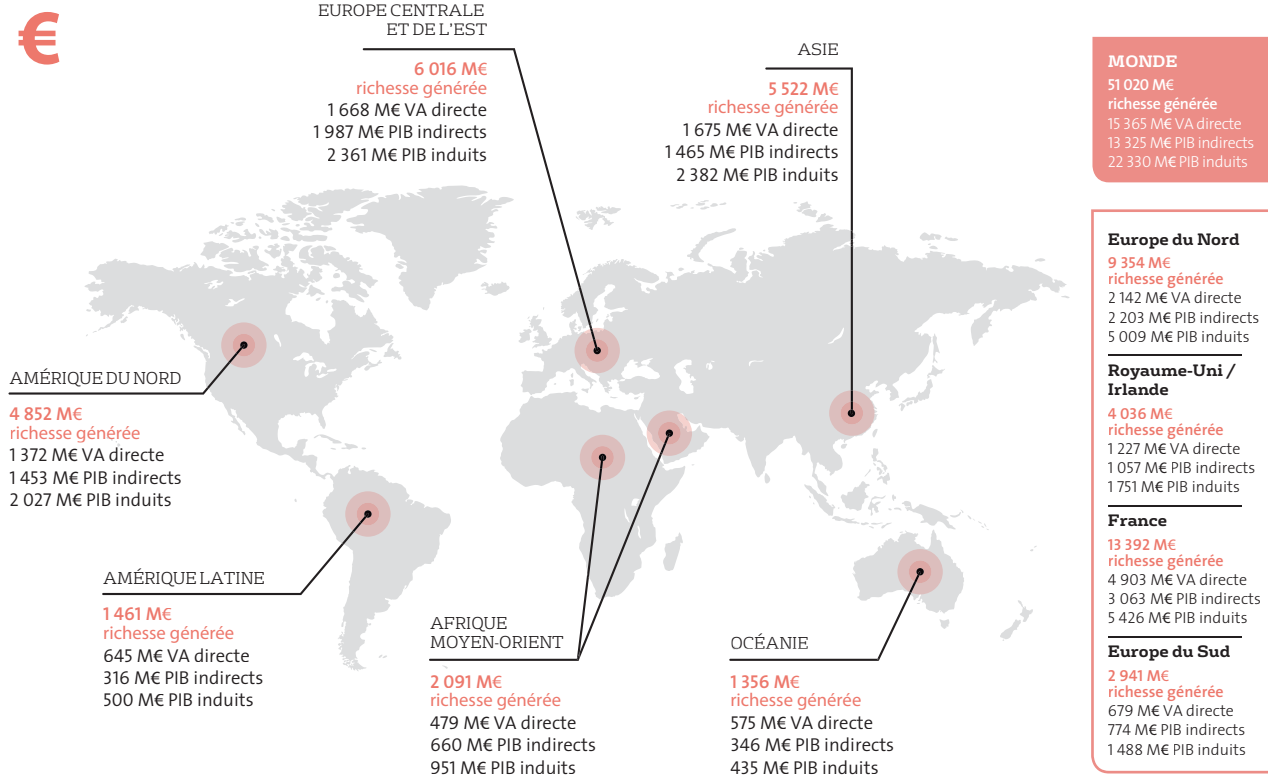 €
EUROPE CENTRALE
ET DE L'EST
6 016 M€
richesse générée
1 668 M€ VA directe
1 987 M€ PIB indirects
2 361 M€ PIB induits
ASIE
5 522 M€
richesse générée
1 675 M€ VA directe
1 465 M€ PIB indirects
2 382 M€ PIB induits
MONDE
51 020 M€
richesse générée
15 365 M€ VA directe
13 325 M€ PIB indirects
22 330 M€ PIB induits
AMÉRIQUE DU NORD
4 852 M€
richesse générée
1 372 M€ VA directe
1 453 M€ PIB indirects
2 027 M€ PIB induits
AMÉRIQUE LATINE
1 461 M€
richesse générée
645 M€ VA directe
316 M€ PIB indirects
500 M€ PIB induits
AFRIQUE
MOYEN-ORIENT
2 091 M€
richesse générée
479 M€ VA directe
660 M€ PIB indirects
951 M€ PIB induits
OCÉANIE
1 356 M€
richesse générée
575 M€ VA directe
346 M€ PIB indirects
435 M€ PIB induits
Europe du Nord
9 354 M€
richesse générée
2 142 M€ VA directe
2 203 M€ PIB indirects
5 009 M€ PIB induits
Royaume-Uni /
Irlande
4 036 M€
richesse générée
1 227 M€ VA directe
1 057 M€ PIB indirects
1 751 M€ PIB induits
France
13 392 M€
richesse générée
4 903 M€ VA directe
3 063 M€ PIB indirects
5 426 M€ PIB induits
Europe du Sud
2 941 M€
richesse générée
679 M€ VA directe
774 M€ PIB indirects
1 488 M€ PIB induits